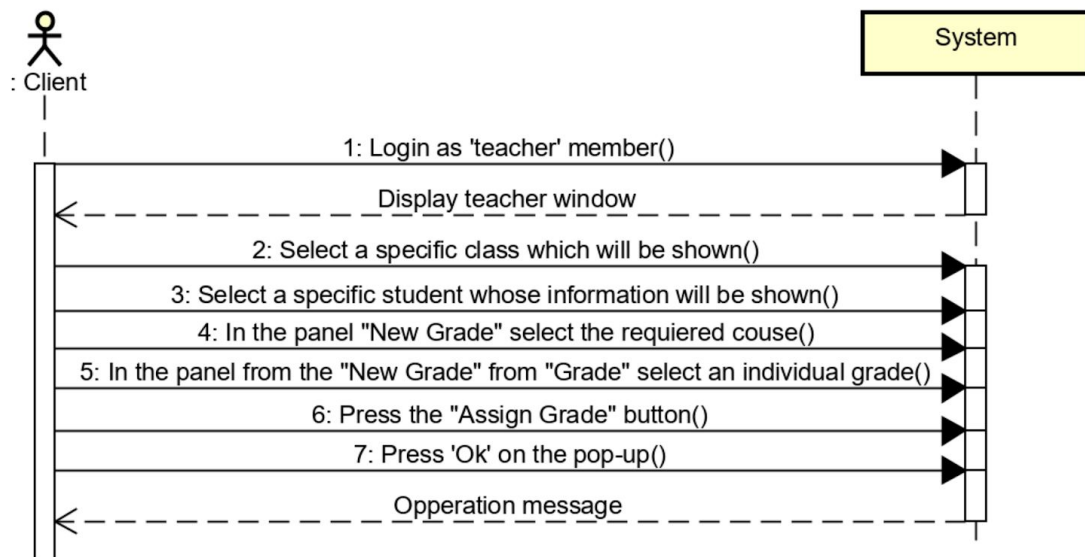 System
: Client
1: Login as 'teacher' member()
Display teacher window
2: Select a specific class which will be shown()
3: Select a specific student whose information will be shown()
4: In the panel "New Grade" select the requiered couse()
5: In the panel from the "New Grade" from "Grade" select an individual grade()
6: Press the "Assign Grade" button()
7: Press 'Ok' on the pop-up()
Opperation message